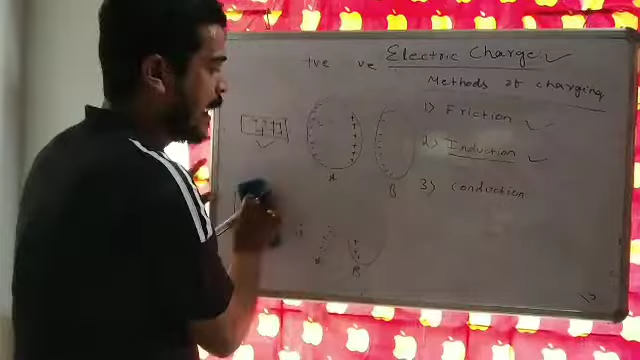 +ve ve Electric Charge
Methods of charging
1) Friction
2) Induction
3) Conduction
A
B
B